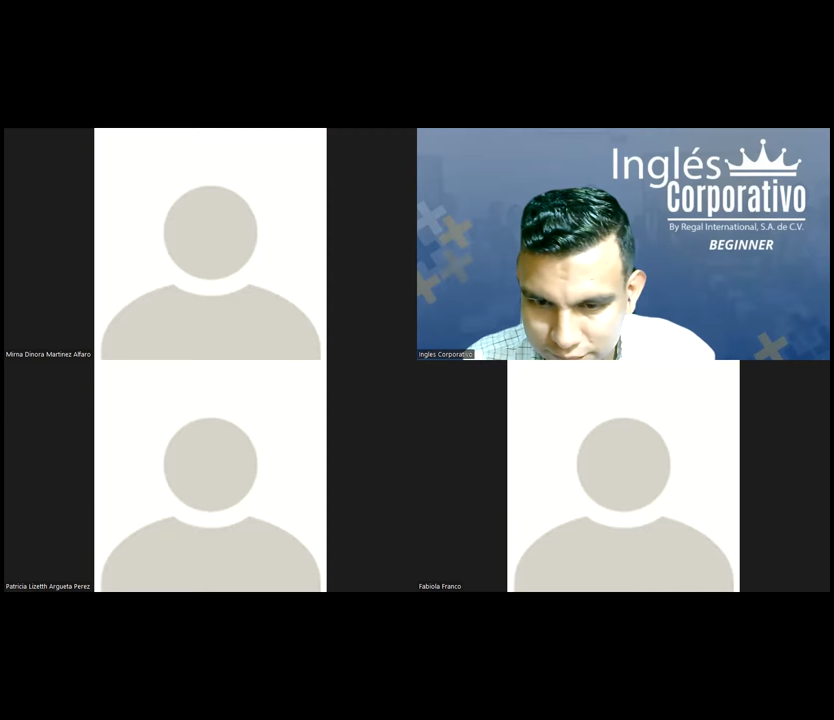 Inglés
Corporativo
By Regal International, S.A. de C.V.
BEGINNER
Mirna Dinora Martinez Alfaro
Ingles Corporativo
Patricia Lizetth Argueta Perez
Fabiola Franco